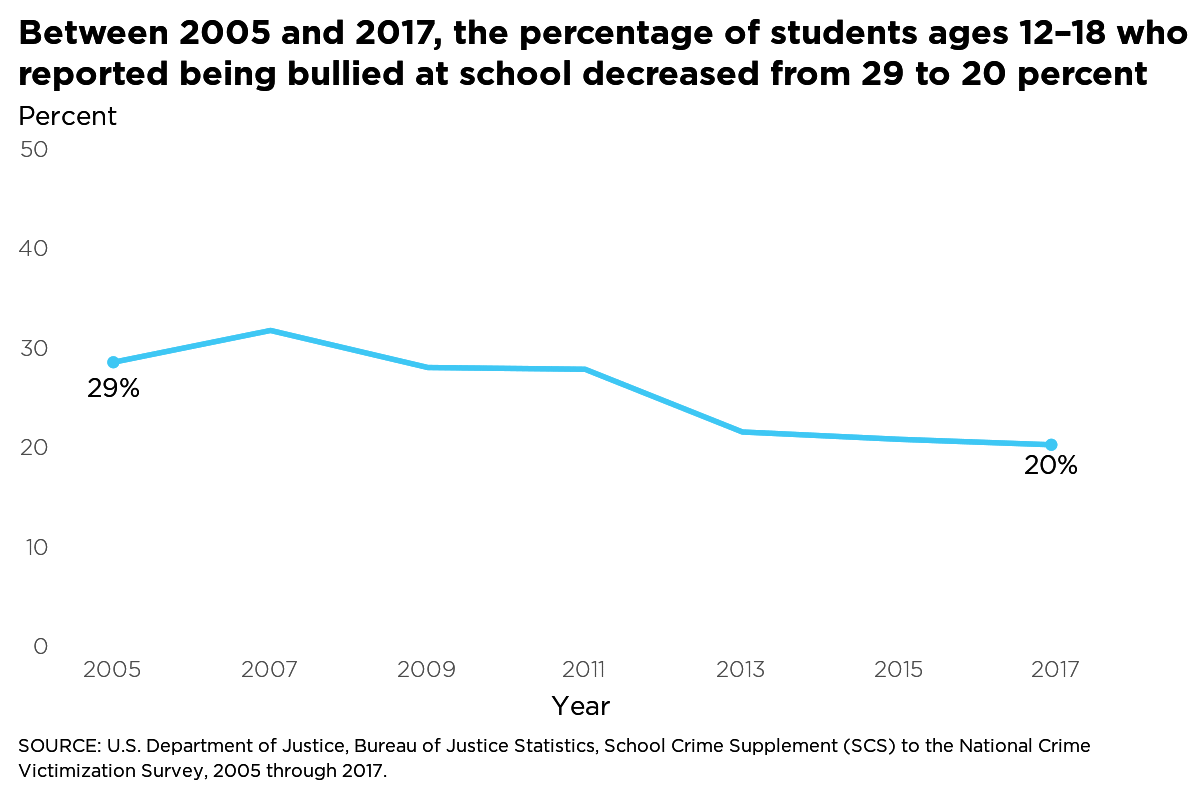 Between 2005 and 2017, the percentage of students ages 12–18 who
reported being bullied at school decreased from 29 to 20 percent
Percent
50
40
30
29%
20
20%
10
0
2005 2007 2009 2011 2013 2015 2017
Year
SOURCE: U.S. Department of Justice, Bureau of Justice Statistics, School Crime Supplement (SCS) to the National Crime
Victimization Survey, 2005 through 2017.